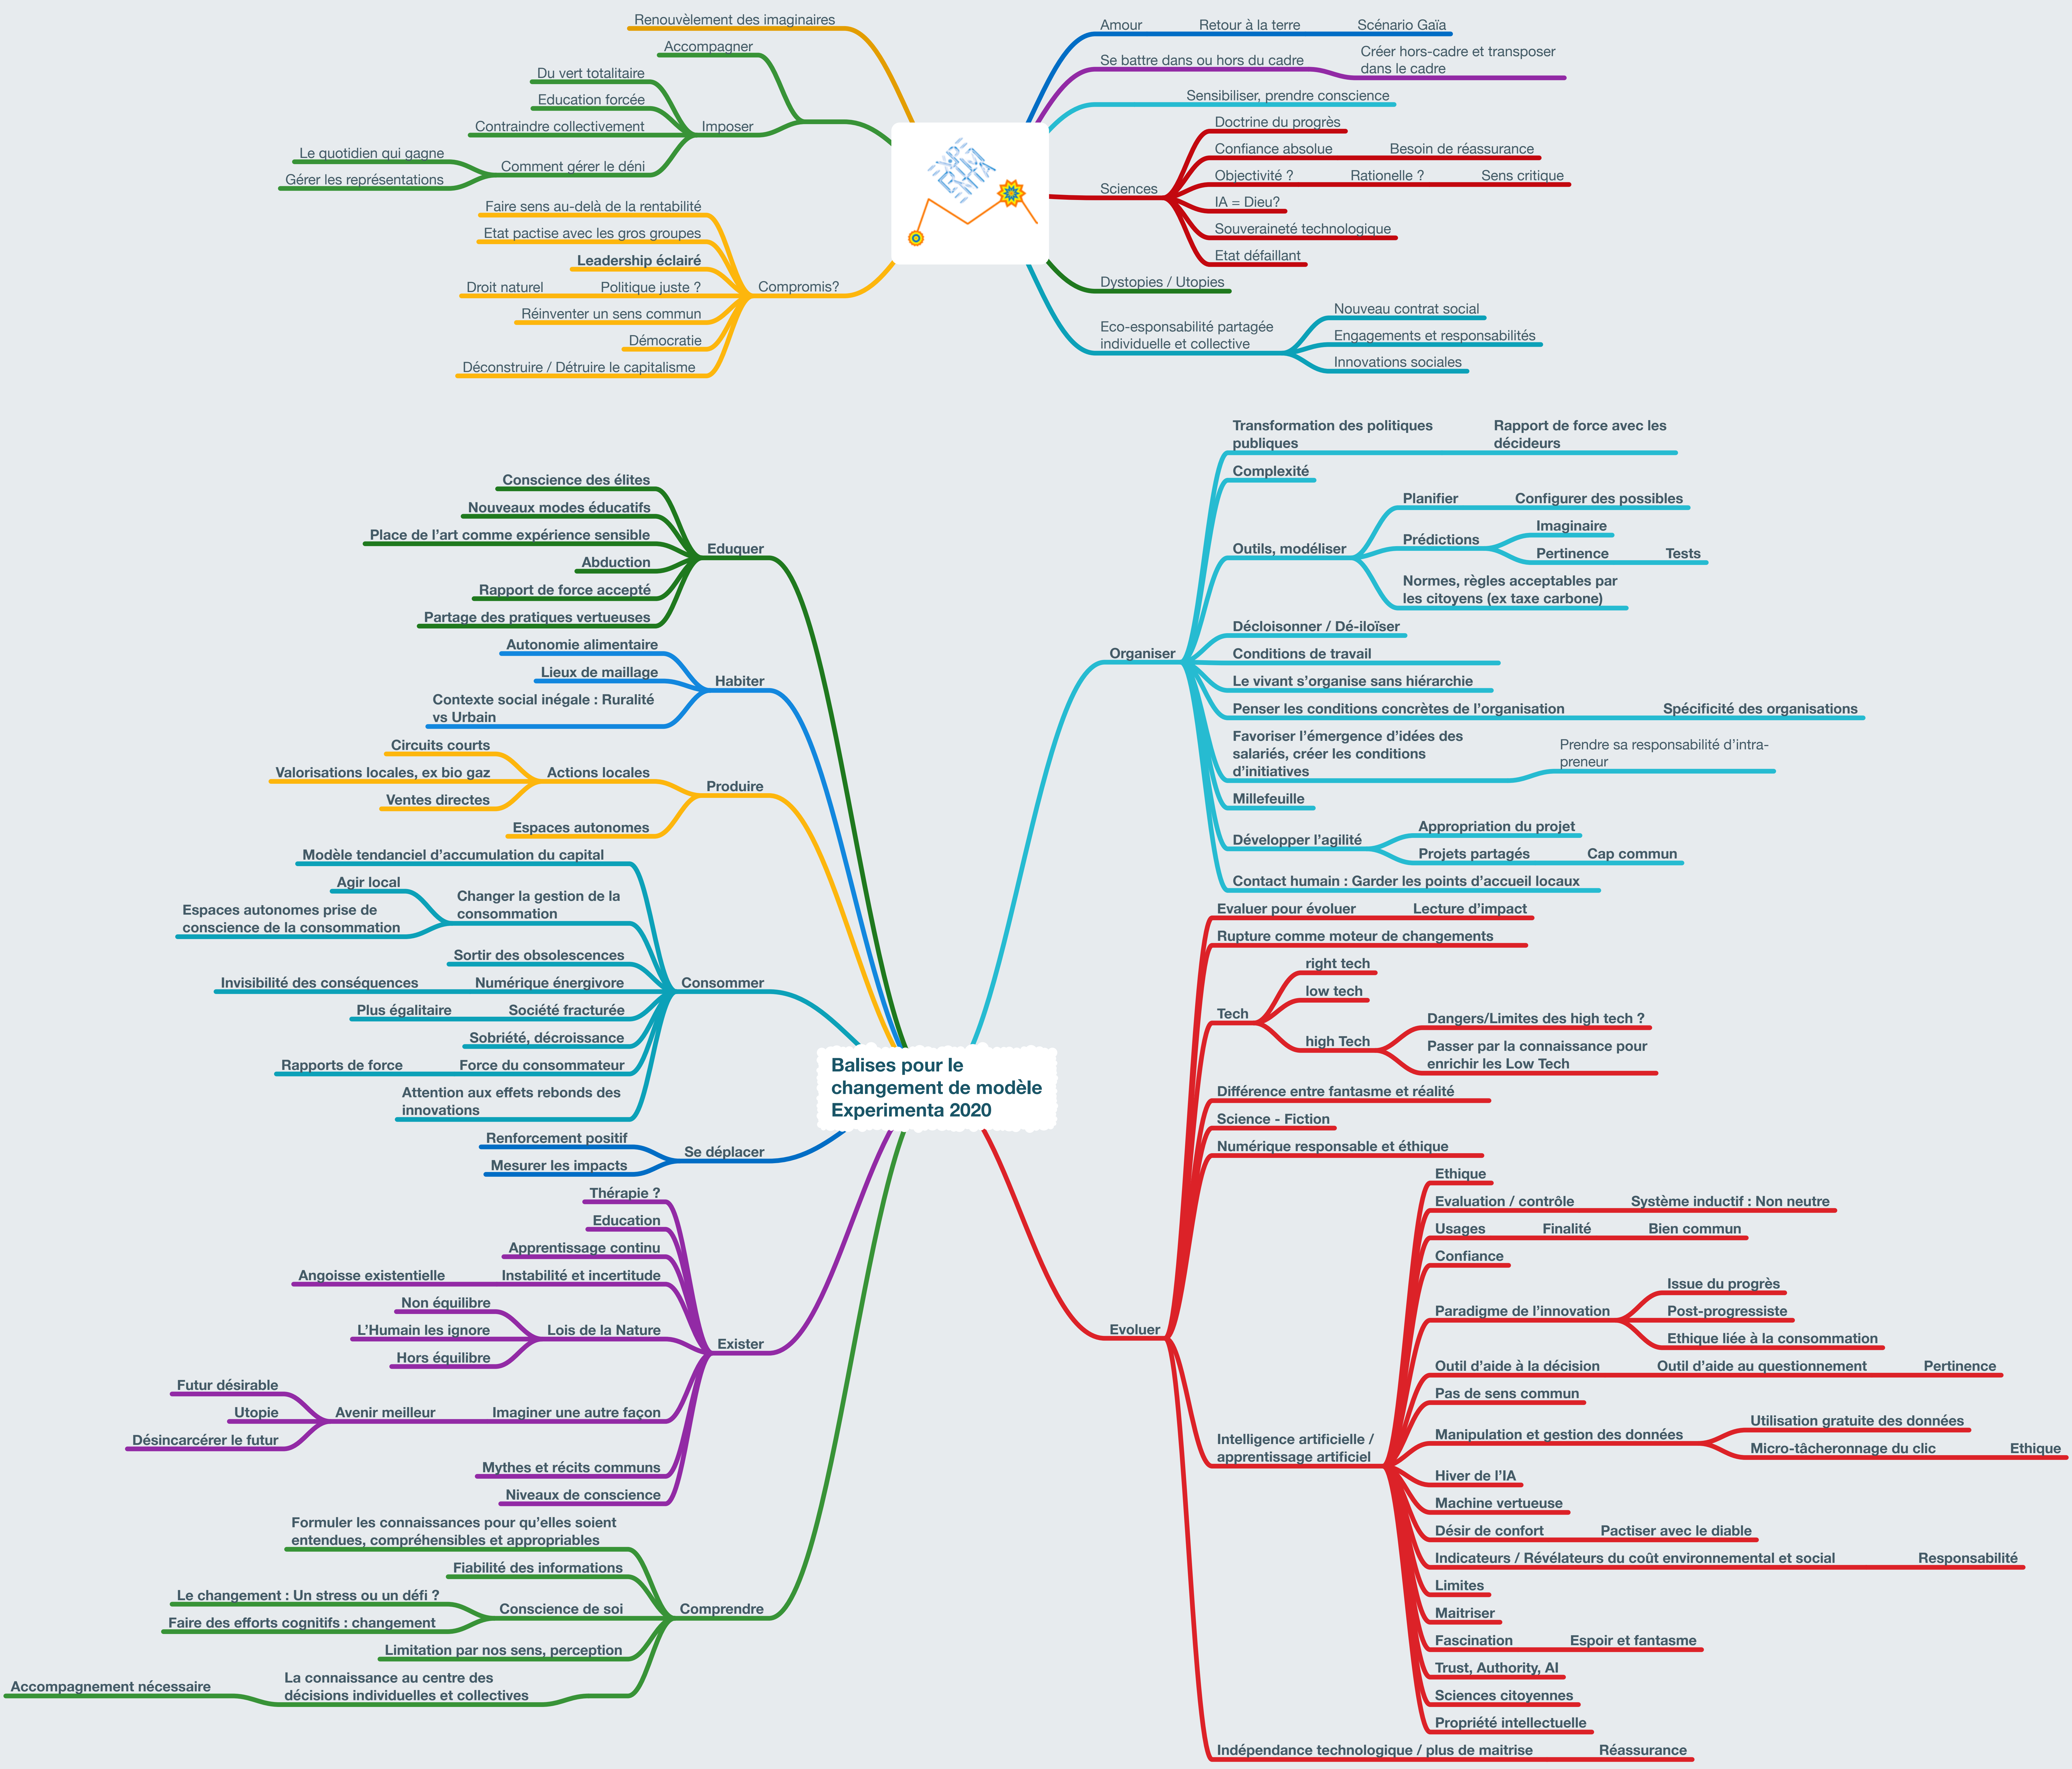 Renouvèlement des imaginaires
Accompagner
Imposer
Du vert totalitaire
Education forcée
Contraindre collectivement
Comment gérer le déni
Le quotidien qui gagne
Gérer les représentations
Compromis?
Faire sens au-delà de la rentabilité
Etat pactise avec les gros groupes
Leadership éclairé
Politique juste ?
Droit naturel
Réinventer un sens commun
Démocratie
Déconstruire / Détruire le capitalisme
EXPE
RIM
ENTA
Amour
Retour à la terre
Scénario Gaïa
Se battre dans ou hors du cadre
Créer hors-cadre et transposer
dans le cadre
Sensibiliser, prendre conscience
Sciences
Doctrine du progrès
Confiance absolue
Besoin de réassurance
Objectivité ?
Rationelle ?
Sens critique
IA = Dieu?
Souveraineté technologique
Etat défaillant
Dystopies / Utopies
Eco-esponsabilité partagée
individuelle et collective
Nouveau contrat social
Engagements et responsabilités
Innovations sociales
Balises pour le
changement de modèle
Experimenta 2020
Eduquer
Conscience des élites
Nouveaux modes éducatifs
Place de l’art comme expérience sensible
Abduction
Rapport de force accepté
Partage des pratiques vertueuses
Habiter
Autonomie alimentaire
Lieux de maillage
Contexte social inégale : Ruralité
vs Urbain
Produire
Actions locales
Circuits courts
Valorisations locales, ex bio gaz
Ventes directes
Espaces autonomes
Consommer
Modèle tendanciel d’accumulation du capital
Changer la gestion de la
consommation
Agir local
Espaces autonomes prise de
conscience de la consommation
Sortir des obsolescences
Numérique énergivore
Invisibilité des conséquences
Société fracturée
Plus égalitaire
Sobriété, décroissance
Force du consommateur
Rapports de force
Attention aux effets rebonds des
innovations
Se déplacer
Renforcement positif
Mesurer les impacts
Exister
Thérapie ?
Education
Apprentissage continu
Instabilité et incertitude
Angoisse existentielle
Lois de la Nature
Non équilibre
L’Humain les ignore
Hors équilibre
Imaginer une autre façon
Avenir meilleur
Futur désirable
Utopie
Désincarcérer le futur
Mythes et récits communs
Niveaux de conscience
Comprendre
Formuler les connaissances pour qu’elles soient
entendues, compréhensibles et appropriables
Fiabilité des informations
Conscience de soi
Le changement : Un stress ou un défi ?
Faire des efforts cognitifs : changement
Limitation par nos sens, perception
La connaissance au centre des
décisions individuelles et collectives
Accompagnement nécessaire
Organiser
Transformation des politiques
publiques
Rapport de force avec les
décideurs
Complexité
Outils, modéliser
Planifier
Configurer des possibles
Prédictions
Imaginaire
Pertinence
Tests
Normes, règles acceptables par
les citoyens (ex taxe carbone)
Décloisonner / Dé-iloïser
Conditions de travail
Le vivant s’organise sans hiérarchie
Penser les conditions concrètes de l’organisation
Spécificité des organisations
Favoriser l’émergence d’idées des
salariés, créer les conditions
d’initiatives
Prendre sa responsabilité d’intra-
preneur
Millefeuille
Développer l’agilité
Appropriation du projet
Projets partagés
Cap commun
Contact humain : Garder les points d’accueil locaux
Evoluer
Evaluer pour évoluer
Lecture d’impact
Rupture comme moteur de changements
Tech
right tech
low tech
high Tech
Dangers/Limites des high tech ?
Passer par la connaissance pour
enrichir les Low Tech
Différence entre fantasme et réalité
Science - Fiction
Numérique responsable et éthique
Intelligence artificielle /
apprentissage artificiel
Ethique
Evaluation / contrôle
Système inductif : Non neutre
Usages
Finalité
Bien commun
Confiance
Paradigme de l’innovation
Issue du progrès
Post-progressiste
Ethique liée à la consommation
Outil d’aide à la décision
Outil d’aide au questionnement
Pertinence
Pas de sens commun
Manipulation et gestion des données
Utilisation gratuite des données
Micro-tâcheronnage du clic
Ethique
Hiver de l’IA
Machine vertueuse
Désir de confort
Pactiser avec le diable
Indicateurs / Révélateurs du coût environnemental et social
Responsabilité
Limites
Maitriser
Fascination
Espoir et fantasme
Trust, Authority, AI
Sciences citoyennes
Propriété intellectuelle
Indépendance technologique / plus de maitrise
Réassurance